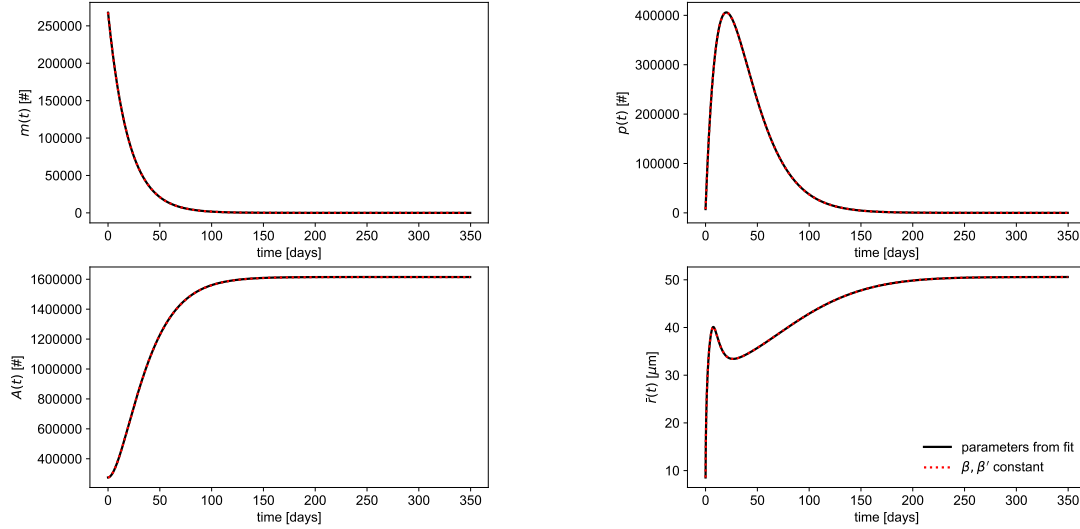 250000
200000
150000
100000
50000
0
m(t) [#]
0 50 100 150 200 250 300 350
time [days]
400000
300000
200000
100000
0
p(t) [#]
0 50 100 150 200 250 300 350
time [days]
1600000
1400000
1200000
1000000
800000
600000
400000
A(t) [#]
0 50 100 150 200 250 300 350
time [days]
50
40
30
20
10
r̄(t) [μm]
parameters from fit
β, β′ constant
0 50 100 150 200 250 300 350
time [days]